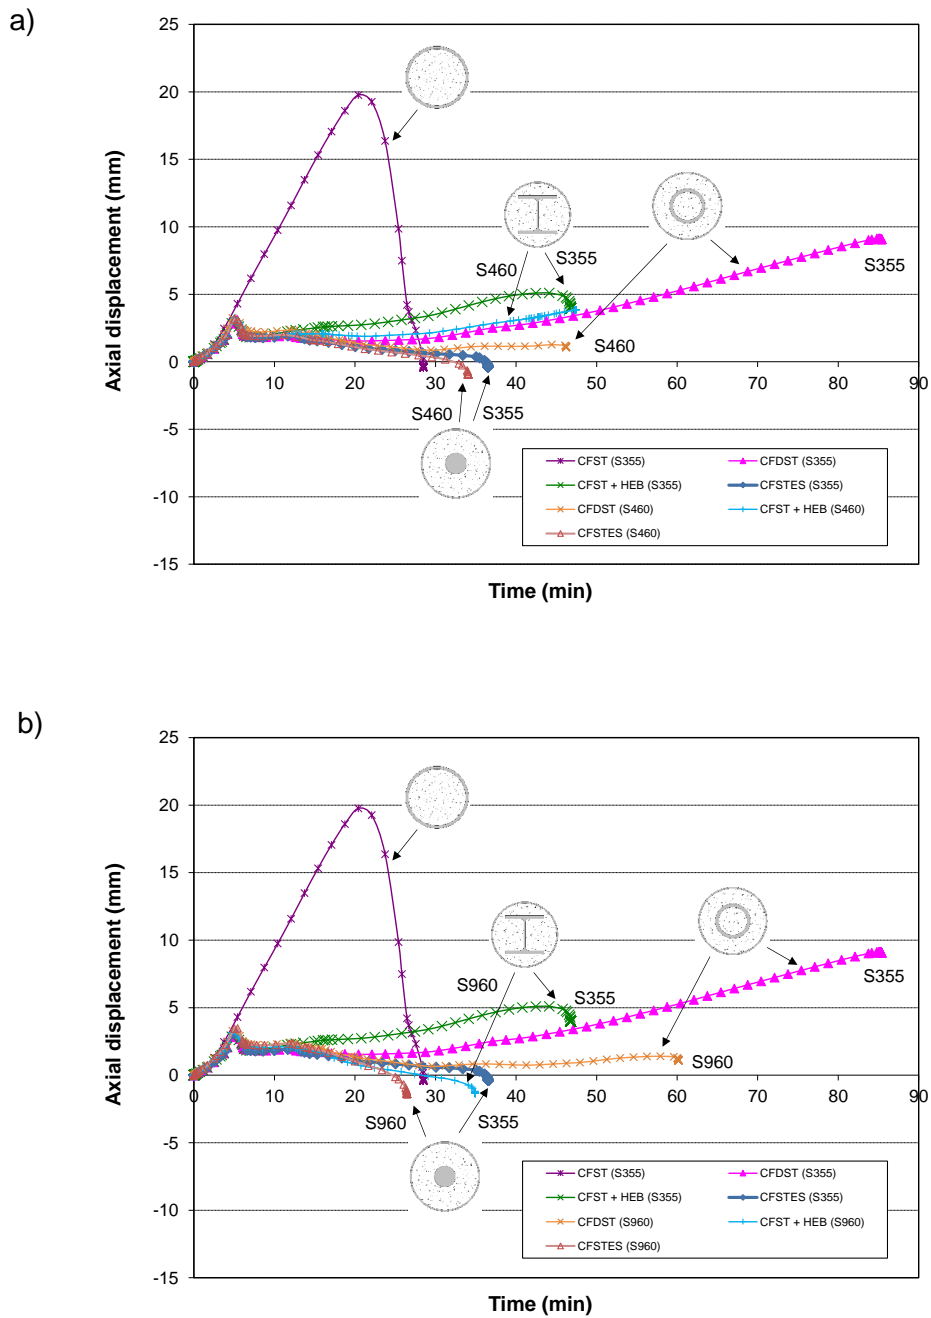 a)
25
20
15
10
5
0
-5
-10
-15
0 10 20 30 40 50 60 70 80 90
Axial displacement (mm)
Time (min)
S460
S355
S355
S460
S460 S355
CFST (S355) CFDST (S355)
CFST + HEB (S355) CFSTES (S355)
CFDST (S460) CFST + HEB (S460)
CFSTES (S460)
b)
25
20
15
10
5
0
-5
-10
-15
0 10 20 30 40 50 60 70 80 90
Axial displacement (mm)
Time (min)
S960
S355
S355
S960
S960 S355
CFST (S355) CFDST (S355)
CFST + HEB (S355) CFSTES (S355)
CFDST (S960) CFST + HEB (S960)
CFSTES (S960)